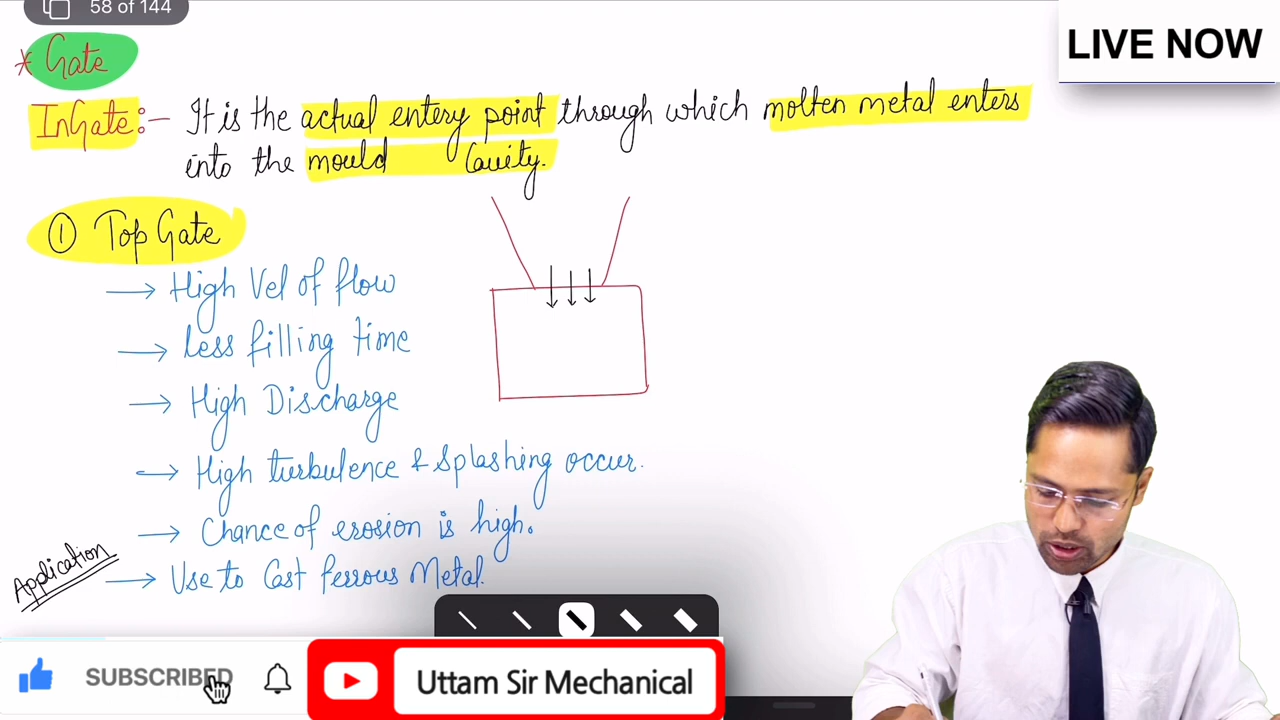 58 of 144
LIVE NOW
* Gate
InGate:- It is the actual entery point through which molten metal enters
into the mould Cavity.
① Top Gate
→ High Vel of flow
→ less filling time
→ High Discharge
→ High turbulence & Splashing occur.
→ Chance of erosion is high.
Application
→ Use to Cast ferrous Metal.
SUBSCRIBED
Uttam Sir Mechanical